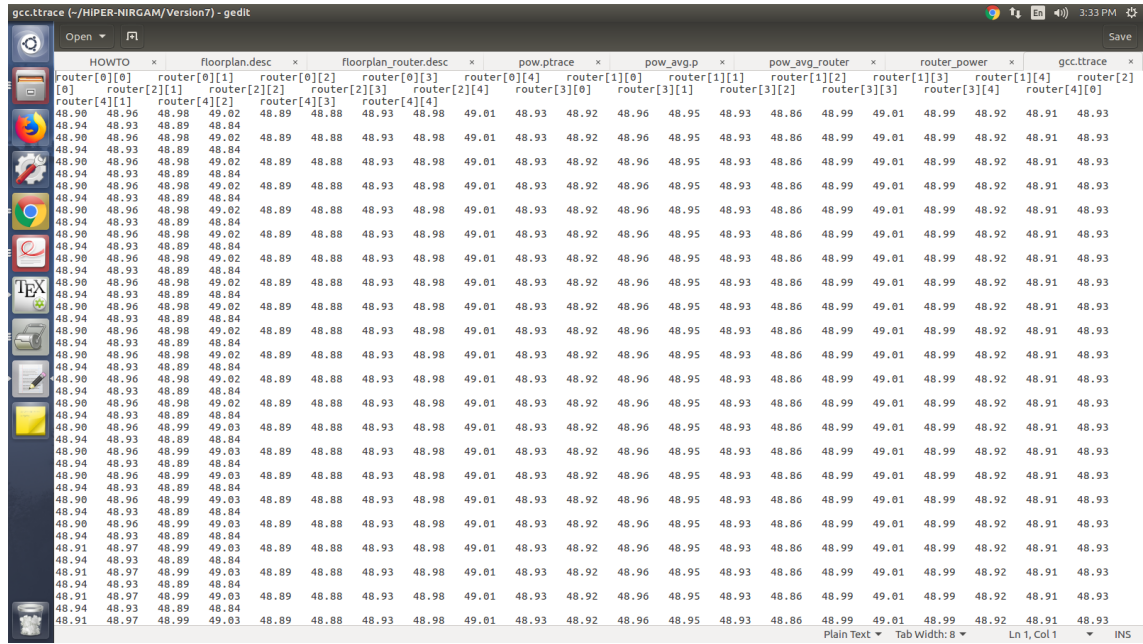 gcc.ttrace (~/HiPER-NIRGAM/Version7) - gedit En 3:33 PM
Open Save
HOWTO × floorplan.desc × floorplan_router.desc × pow.ptrace × pow_avg.p × pow_avg_router × router_power × gcc.ttrace ×
router[0][0] router[0][1] router[0][2] router[0][3] router[0][4] router[1][0] router[1][1] router[1][2] router[1][3] router[1][4] router[2]
[0] router[2][1] router[2][2] router[2][3] router[2][4] router[3][0] router[3][1] router[3][2] router[3][3] router[3][4] router[4][0]
router[4][1] router[4][2] router[4][3] router[4][4]
48.90 48.96 48.98 49.02 48.89 48.88 48.93 48.98 49.01 48.93 48.92 48.96 48.95 48.93 48.86 48.99 49.01 48.99 48.92 48.91 48.93
48.94 48.93 48.89 48.84
48.90 48.96 48.98 49.02 48.89 48.88 48.93 48.98 49.01 48.93 48.92 48.96 48.95 48.93 48.86 48.99 49.01 48.99 48.92 48.91 48.93
48.94 48.93 48.89 48.84
48.90 48.96 48.98 49.02 48.89 48.88 48.93 48.98 49.01 48.93 48.92 48.96 48.95 48.93 48.86 48.99 49.01 48.99 48.92 48.91 48.93
48.94 48.93 48.89 48.84
48.90 48.96 48.98 49.02 48.89 48.88 48.93 48.98 49.01 48.93 48.92 48.96 48.95 48.93 48.86 48.99 49.01 48.99 48.92 48.91 48.93
48.94 48.93 48.89 48.84
48.90 48.96 48.98 49.02 48.89 48.88 48.93 48.98 49.01 48.93 48.92 48.96 48.95 48.93 48.86 48.99 49.01 48.99 48.92 48.91 48.93
48.94 48.93 48.89 48.84
48.90 48.96 48.98 49.02 48.89 48.88 48.93 48.98 49.01 48.93 48.92 48.96 48.95 48.93 48.86 48.99 49.01 48.99 48.92 48.91 48.93
48.94 48.93 48.89 48.84
48.90 48.96 48.98 49.02 48.89 48.88 48.93 48.98 49.01 48.93 48.92 48.96 48.95 48.93 48.86 48.99 49.01 48.99 48.92 48.91 48.93
48.94 48.93 48.89 48.84
48.90 48.96 48.98 49.02 48.89 48.88 48.93 48.98 49.01 48.93 48.92 48.96 48.95 48.93 48.86 48.99 49.01 48.99 48.92 48.91 48.93
48.94 48.93 48.89 48.84
48.90 48.96 48.98 49.02 48.89 48.88 48.93 48.98 49.01 48.93 48.92 48.96 48.95 48.93 48.86 48.99 49.01 48.99 48.92 48.91 48.93
48.94 48.93 48.89 48.84
48.90 48.96 48.98 49.02 48.89 48.88 48.93 48.98 49.01 48.93 48.92 48.96 48.95 48.93 48.86 48.99 49.01 48.99 48.92 48.91 48.93
48.94 48.93 48.89 48.84
48.90 48.96 48.98 49.02 48.89 48.88 48.93 48.98 49.01 48.93 48.92 48.96 48.95 48.93 48.86 48.99 49.01 48.99 48.92 48.91 48.93
48.94 48.93 48.89 48.84
48.90 48.96 48.98 49.02 48.89 48.88 48.93 48.98 49.01 48.93 48.92 48.96 48.95 48.93 48.86 48.99 49.01 48.99 48.92 48.91 48.93
48.94 48.93 48.89 48.84
48.90 48.96 48.98 49.02 48.89 48.88 48.93 48.98 49.01 48.93 48.92 48.96 48.95 48.93 48.86 48.99 49.01 48.99 48.92 48.91 48.93
48.94 48.93 48.89 48.84
48.90 48.96 48.99 49.02 48.89 48.88 48.93 48.98 49.01 48.93 48.92 48.96 48.95 48.93 48.86 48.99 49.01 48.99 48.92 48.91 48.93
48.94 48.93 48.89 48.84
48.90 48.96 48.99 49.03 48.89 48.88 48.93 48.98 49.01 48.93 48.92 48.96 48.95 48.93 48.86 48.99 49.01 48.99 48.92 48.91 48.93
48.94 48.93 48.89 48.84
48.90 48.96 48.99 49.03 48.89 48.88 48.93 48.98 49.01 48.93 48.92 48.96 48.95 48.93 48.86 48.99 49.01 48.99 48.92 48.91 48.93
48.94 48.93 48.89 48.84
48.90 48.96 48.99 49.03 48.89 48.88 48.93 48.98 49.01 48.93 48.92 48.96 48.95 48.93 48.86 48.99 49.01 48.99 48.92 48.91 48.93
48.94 48.93 48.89 48.84
48.90 48.96 48.99 49.03 48.89 48.88 48.93 48.98 49.01 48.93 48.92 48.96 48.95 48.93 48.86 48.99 49.01 48.99 48.92 48.91 48.93
48.94 48.93 48.89 48.84
48.91 48.97 48.99 49.03 48.89 48.88 48.93 48.98 49.01 48.93 48.92 48.96 48.95 48.93 48.86 48.99 49.01 48.99 48.92 48.91 48.93
48.94 48.93 48.89 48.84
48.91 48.97 48.99 49.03 48.89 48.88 48.93 48.98 49.01 48.93 48.92 48.96 48.95 48.93 48.86 48.99 49.01 48.99 48.92 48.91 48.93
48.94 48.93 48.89 48.84
48.91 48.97 48.99 49.03 48.89 48.88 48.93 48.98 49.01 48.93 48.92 48.96 48.95 48.93 48.86 48.99 49.01 48.99 48.92 48.91 48.93
48.94 48.93 48.89 48.84
48.91 48.97 48.99 49.03 48.89 48.88 48.93 48.98 49.01 48.93 48.92 48.96 48.95 48.93 48.86 48.99 49.01 48.99 48.92 48.91 48.93
TEX
Plain Text Tab Width: 8 Ln 1, Col 1 INS